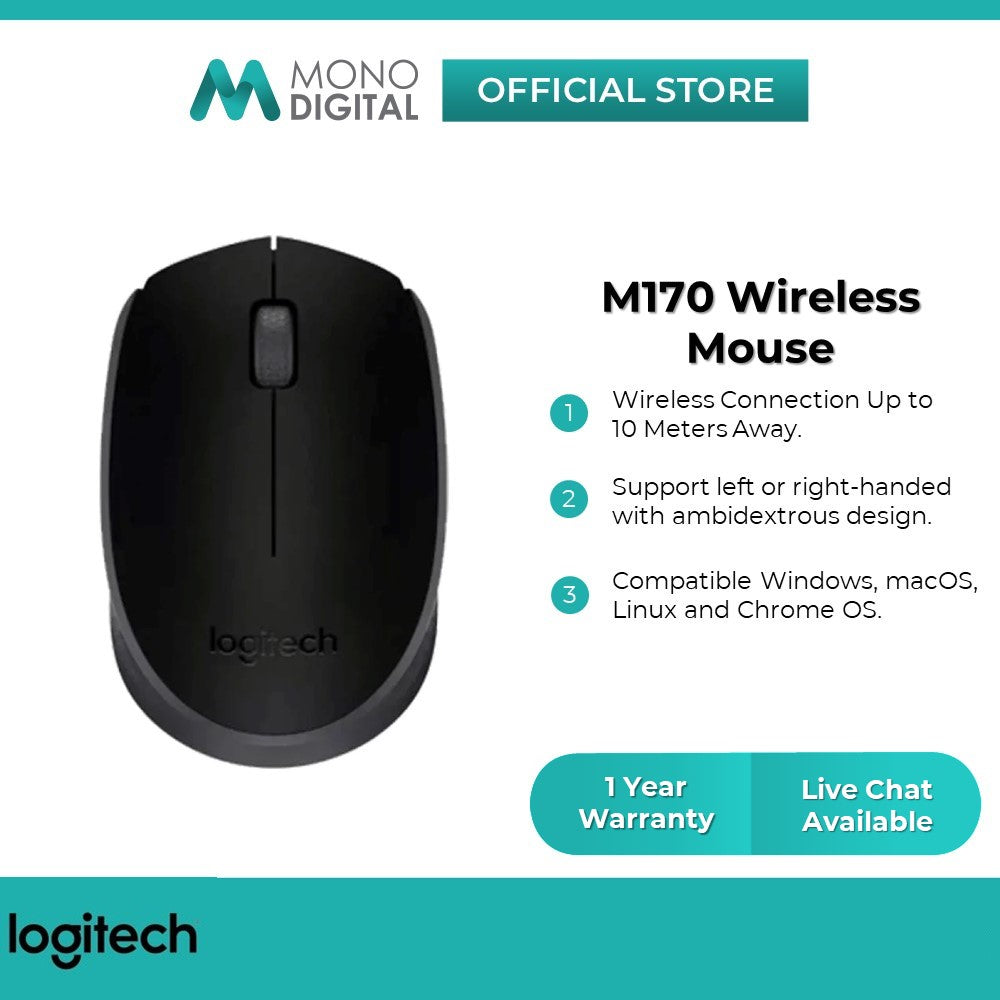 MONO
DIGITAL
OFFICIAL STORE
M170 Wireless
Mouse
1
Wireless Connection Up to
10 Meters Away.
2
Support left or right-handed
with ambidextrous design.
3
Compatible Windows, macOS,
Linux and Chrome OS.
logitech
1 Year
Warranty
Live Chat
Available
logitech